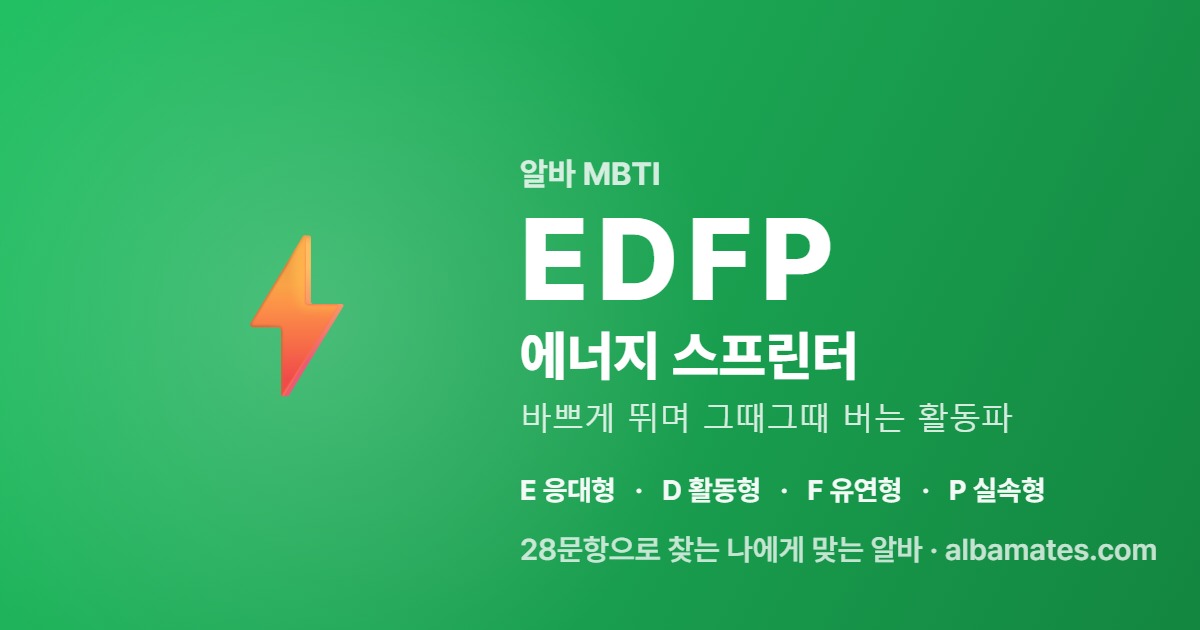 알바 MBTI
EDFP
에너지 스프린터
바쁘게 뛰며 그때그때 버는 활동파
E 응대형 · D 활동형 · F 유연형 · P 실속형
28문항으로 찾는 나에게 맞는 알바 · albamates.com